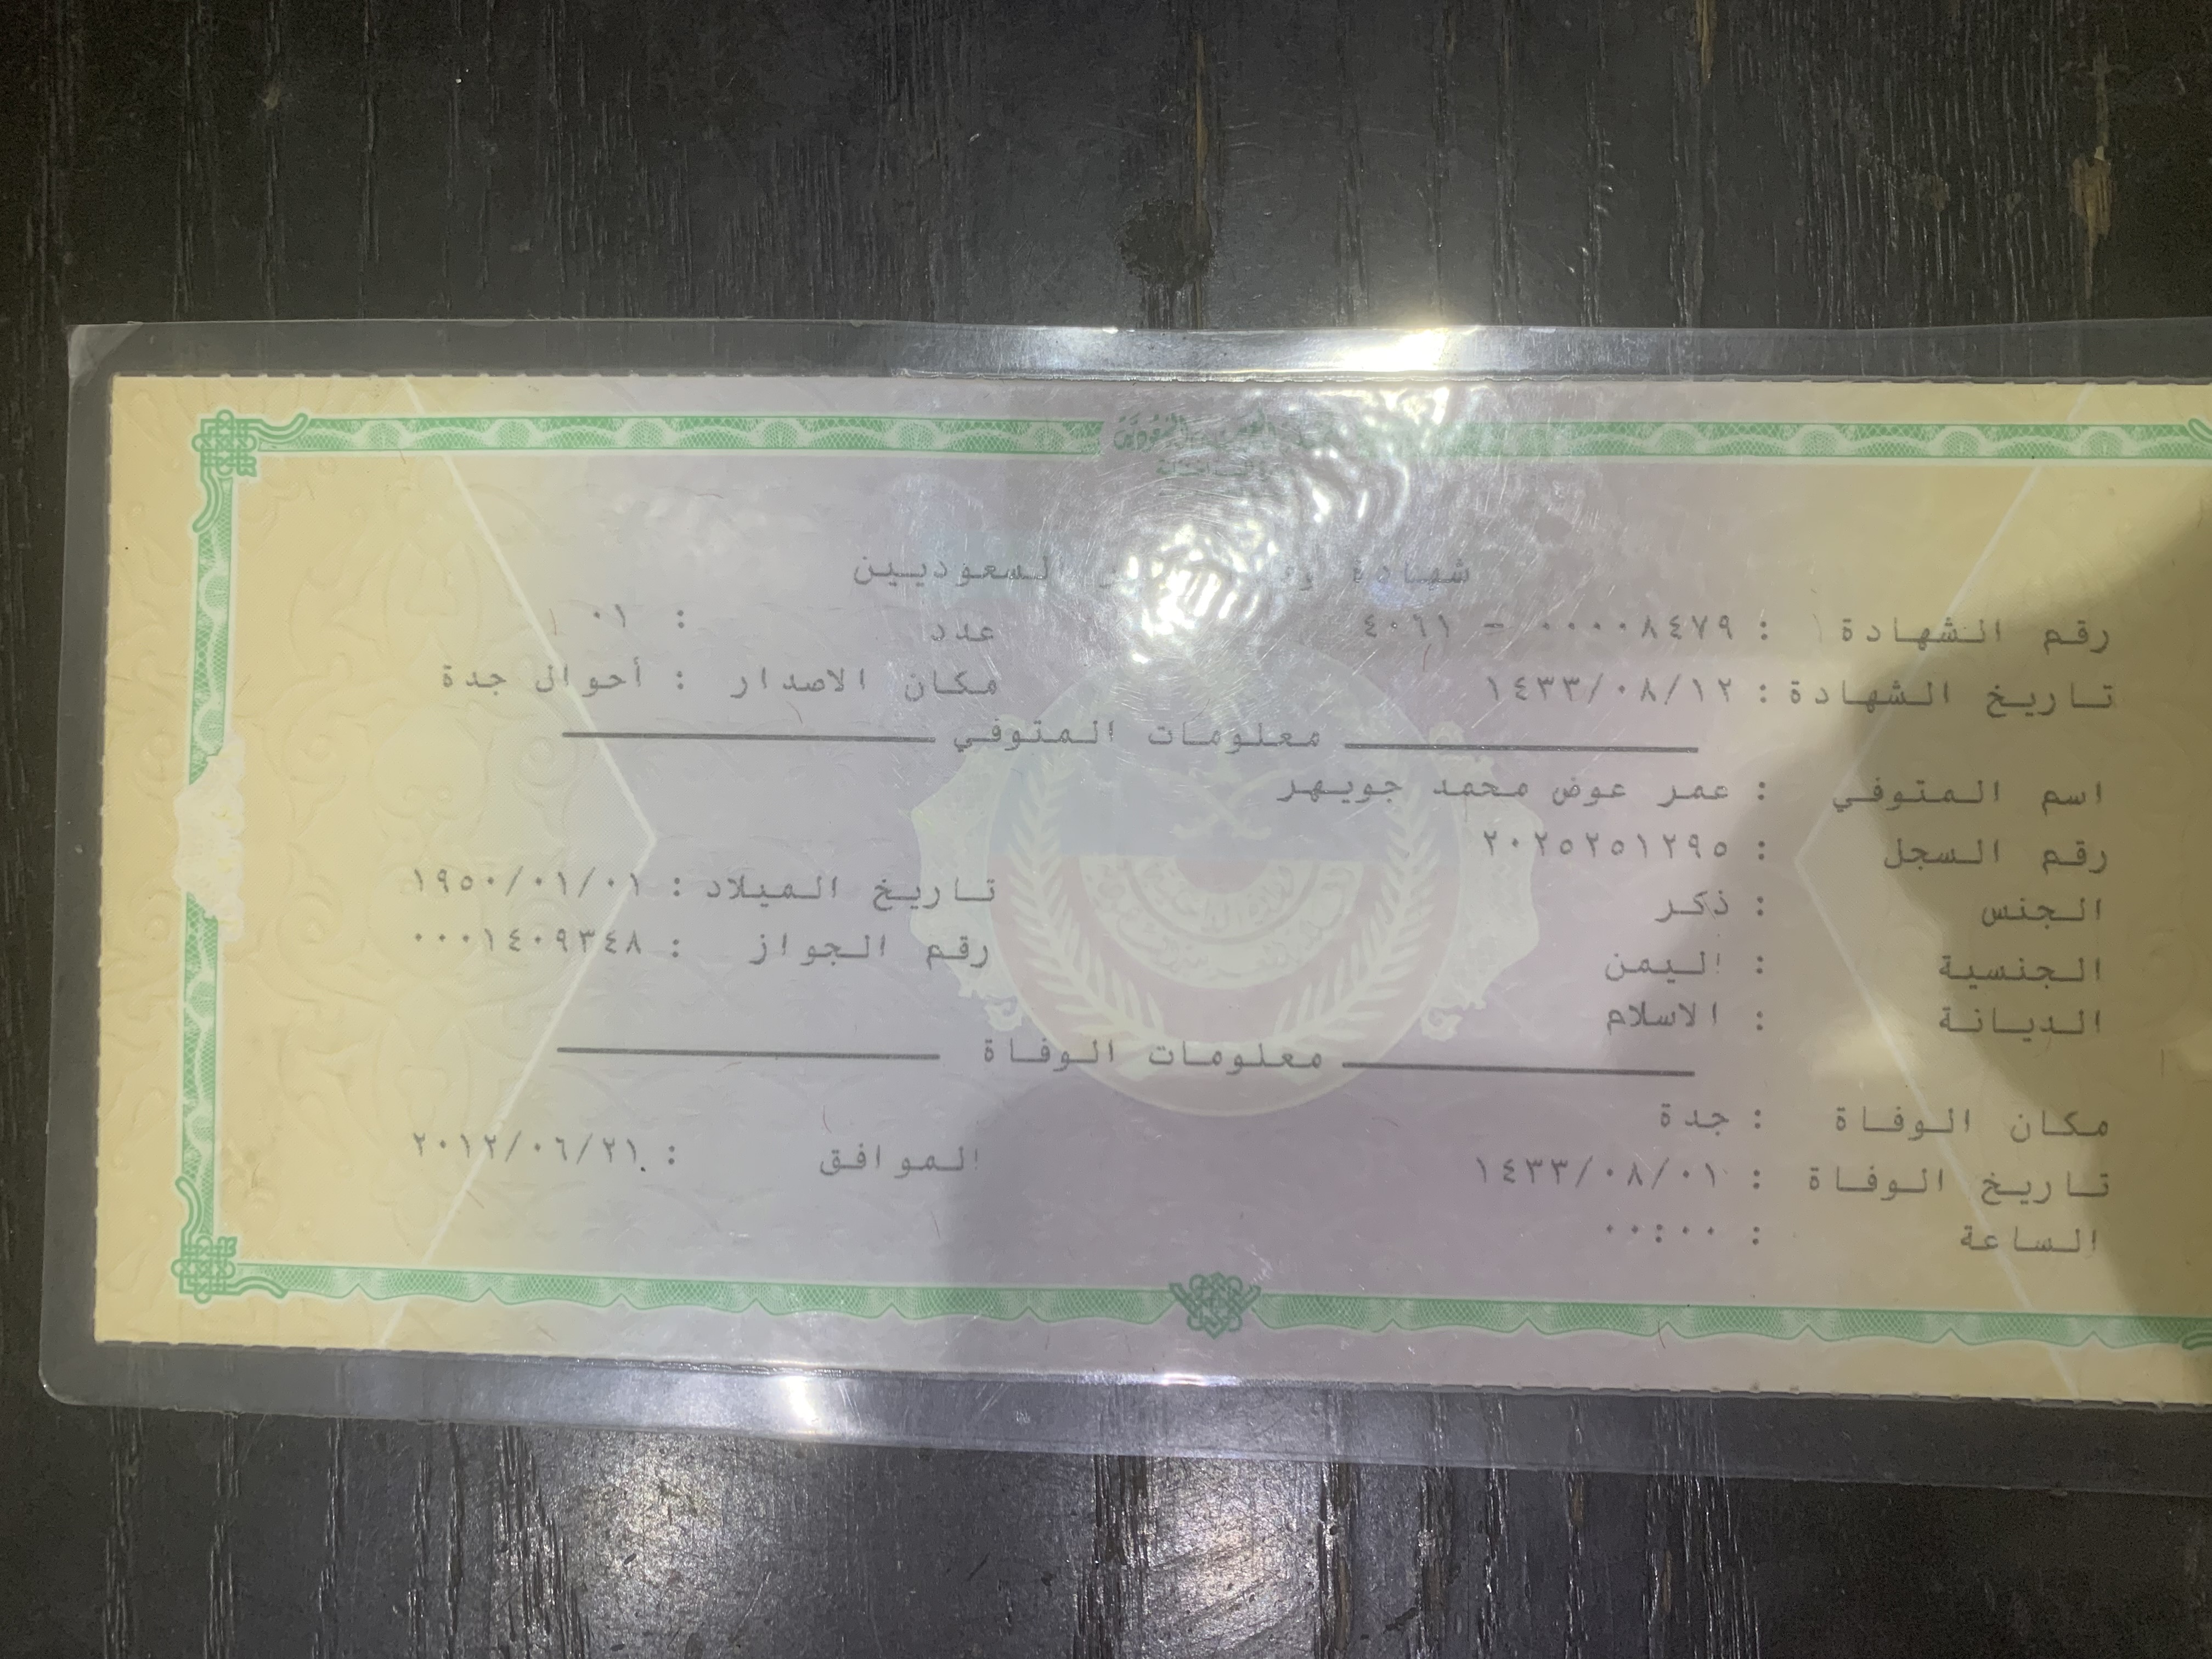 شهادة لسعوديين
رقم الشهادة : ٠٠٠٠٨٤٧٩ - ٤٠٦١ عدد : ٠١
تاريخ الشهادة : ١٤٣٣/٠٨/١٢ مكان الاصدار : أحوال جدة
معلومات المتوفي
اسم المتوفي : عمر عوض محمد جويهر
رقم السجل : ٢٠٢٥٢٥١٢٩٥
الجنس : ذكر تاريخ الميلاد : ١٩٥٠/٠١/٠١
الجنسية : اليمن رقم الجواز : ٠٠٠١٤٠٩٣٤٨
الديانة : الاسلام
معلومات الوفاة
مكان الوفاة : جدة
تاريخ الوفاة : ١٤٣٣/٠٨/٠١ الموافق : ٢٠١٢/٠٦/٢١
الساعة : ٠٠:٠٠